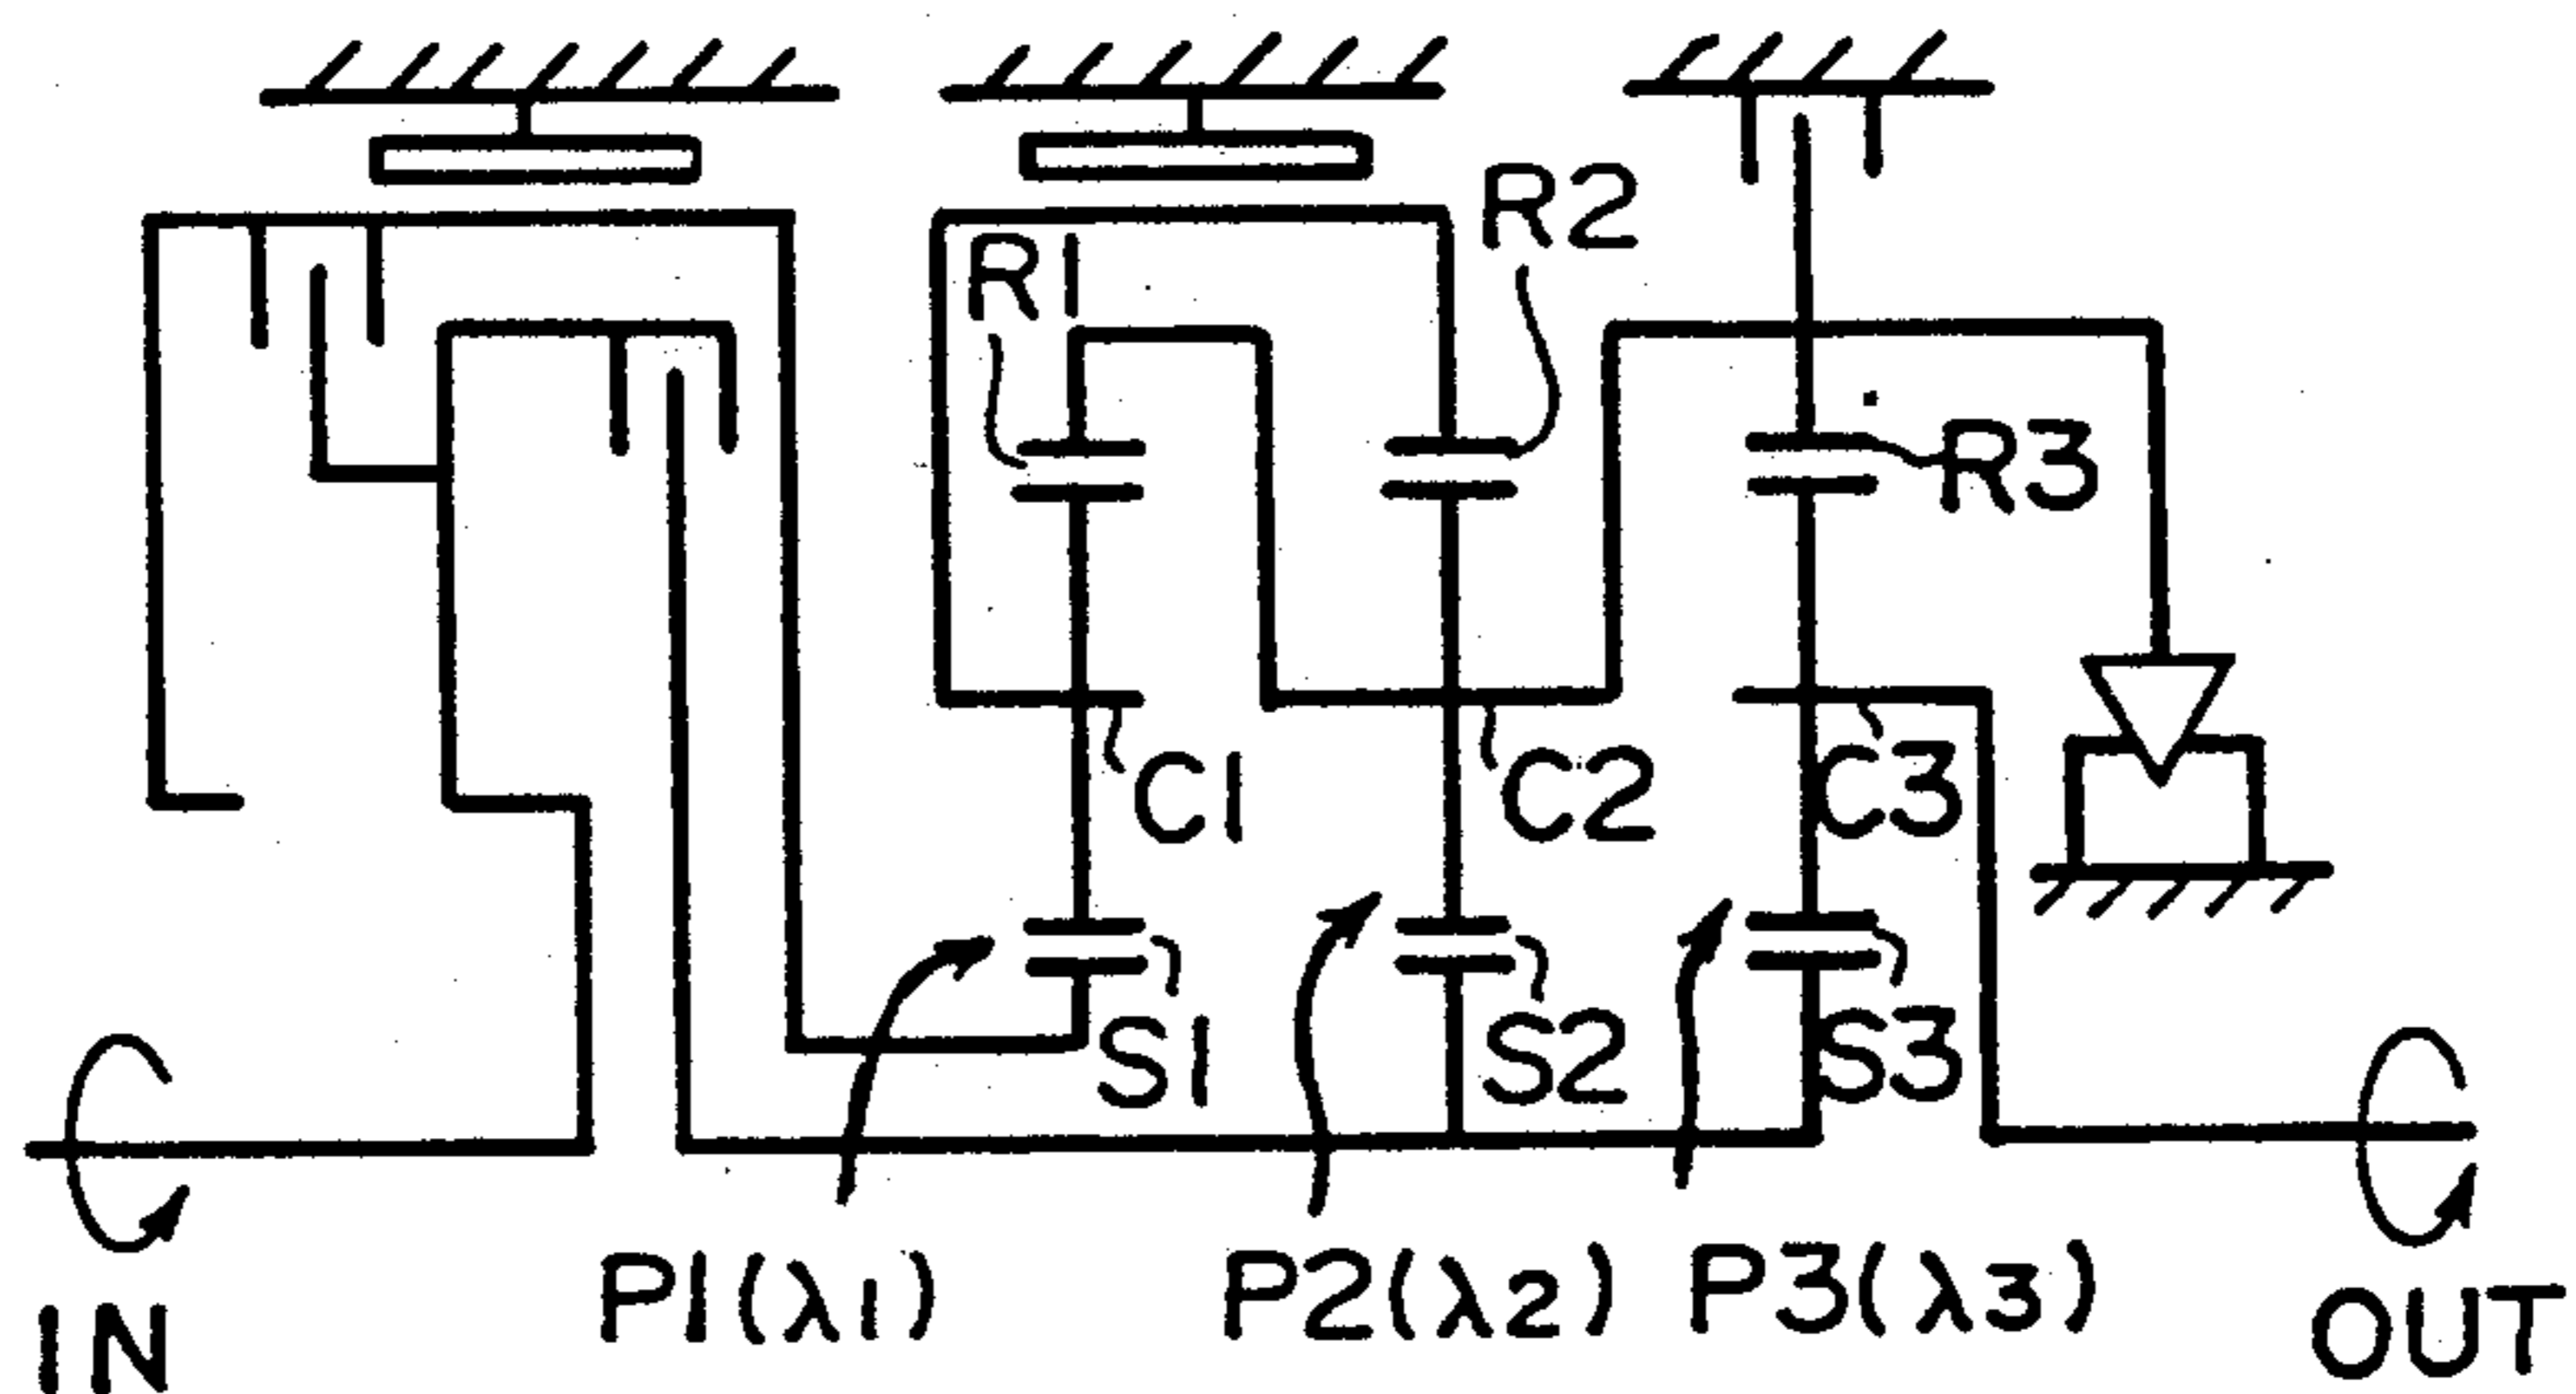 R1
R2
R3
C1
C2
C3
S1
S2
S3
P1(λ1)
P2(λ2)
P3(λ3)
IN
OUT